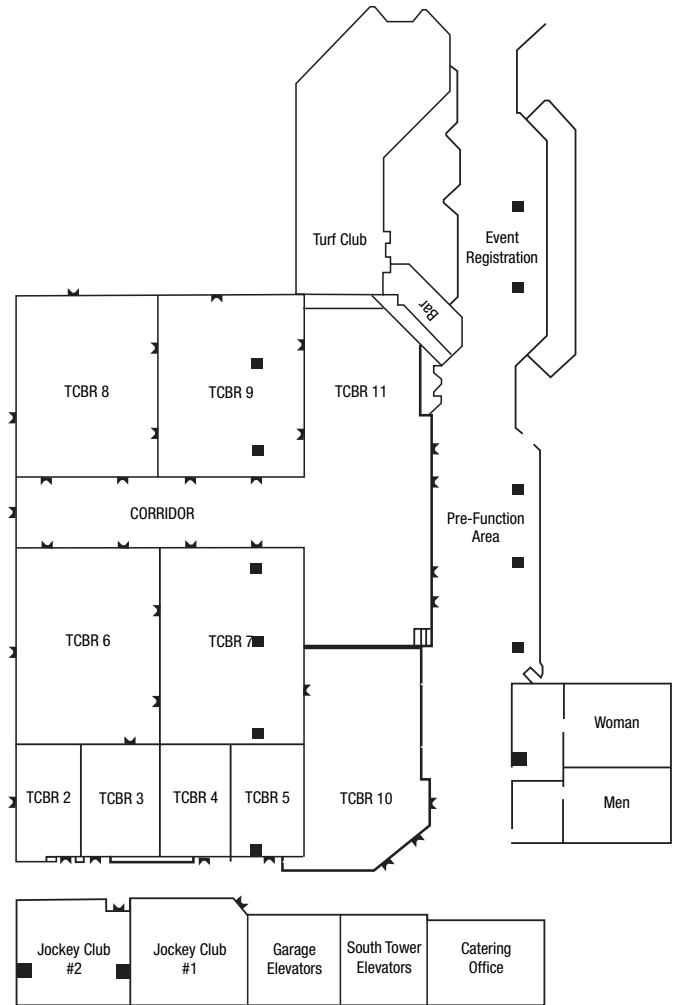 Turf Club
Event
Registration
Bar
TCBR 8
TCBR 9
TCBR 11
CORRIDOR
Pre-Function
Area
TCBR 6
TCBR 7
Woman
TCBR 2
TCBR 3
TCBR 4
TCBR 5
TCBR 10
Men
Jockey Club
#2
Jockey Club
#1
Garage
Elevators
South Tower
Elevators
Catering
Office